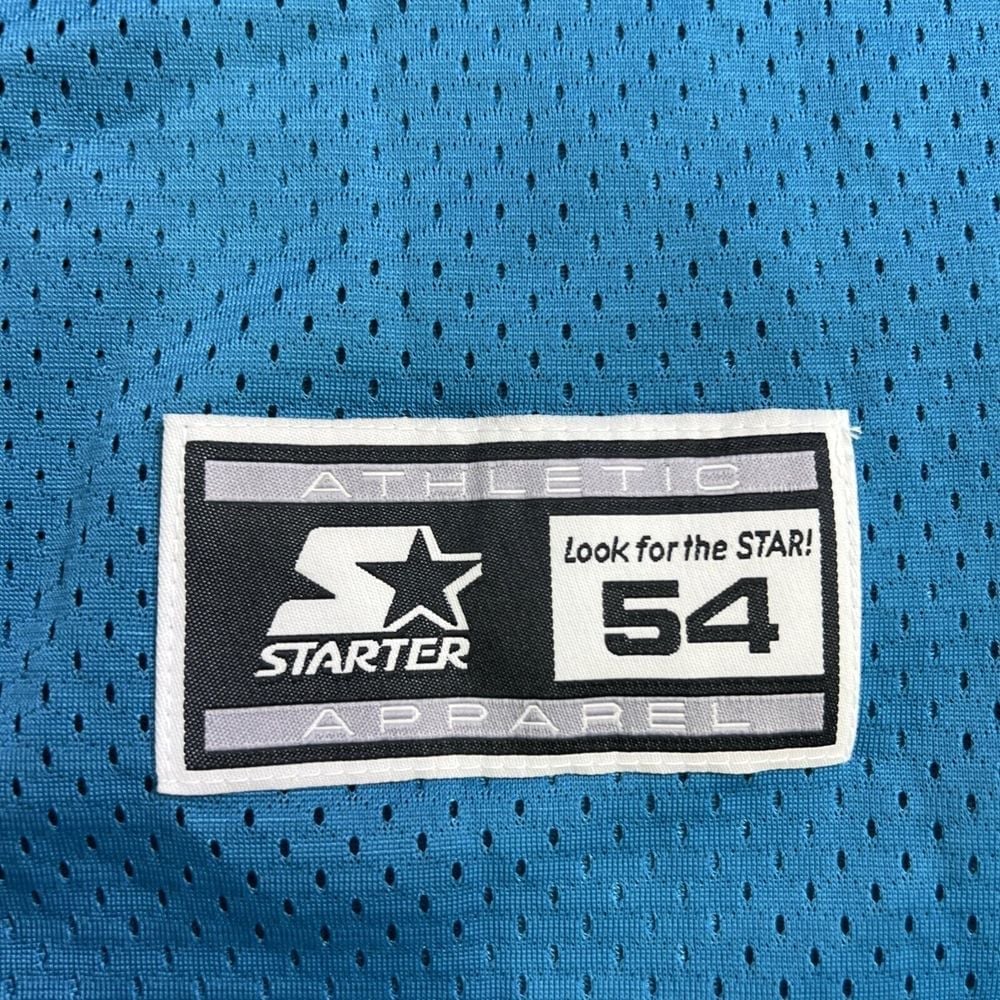 ATHLETIC
Look for the STAR!
54
STARTER
APPAREL